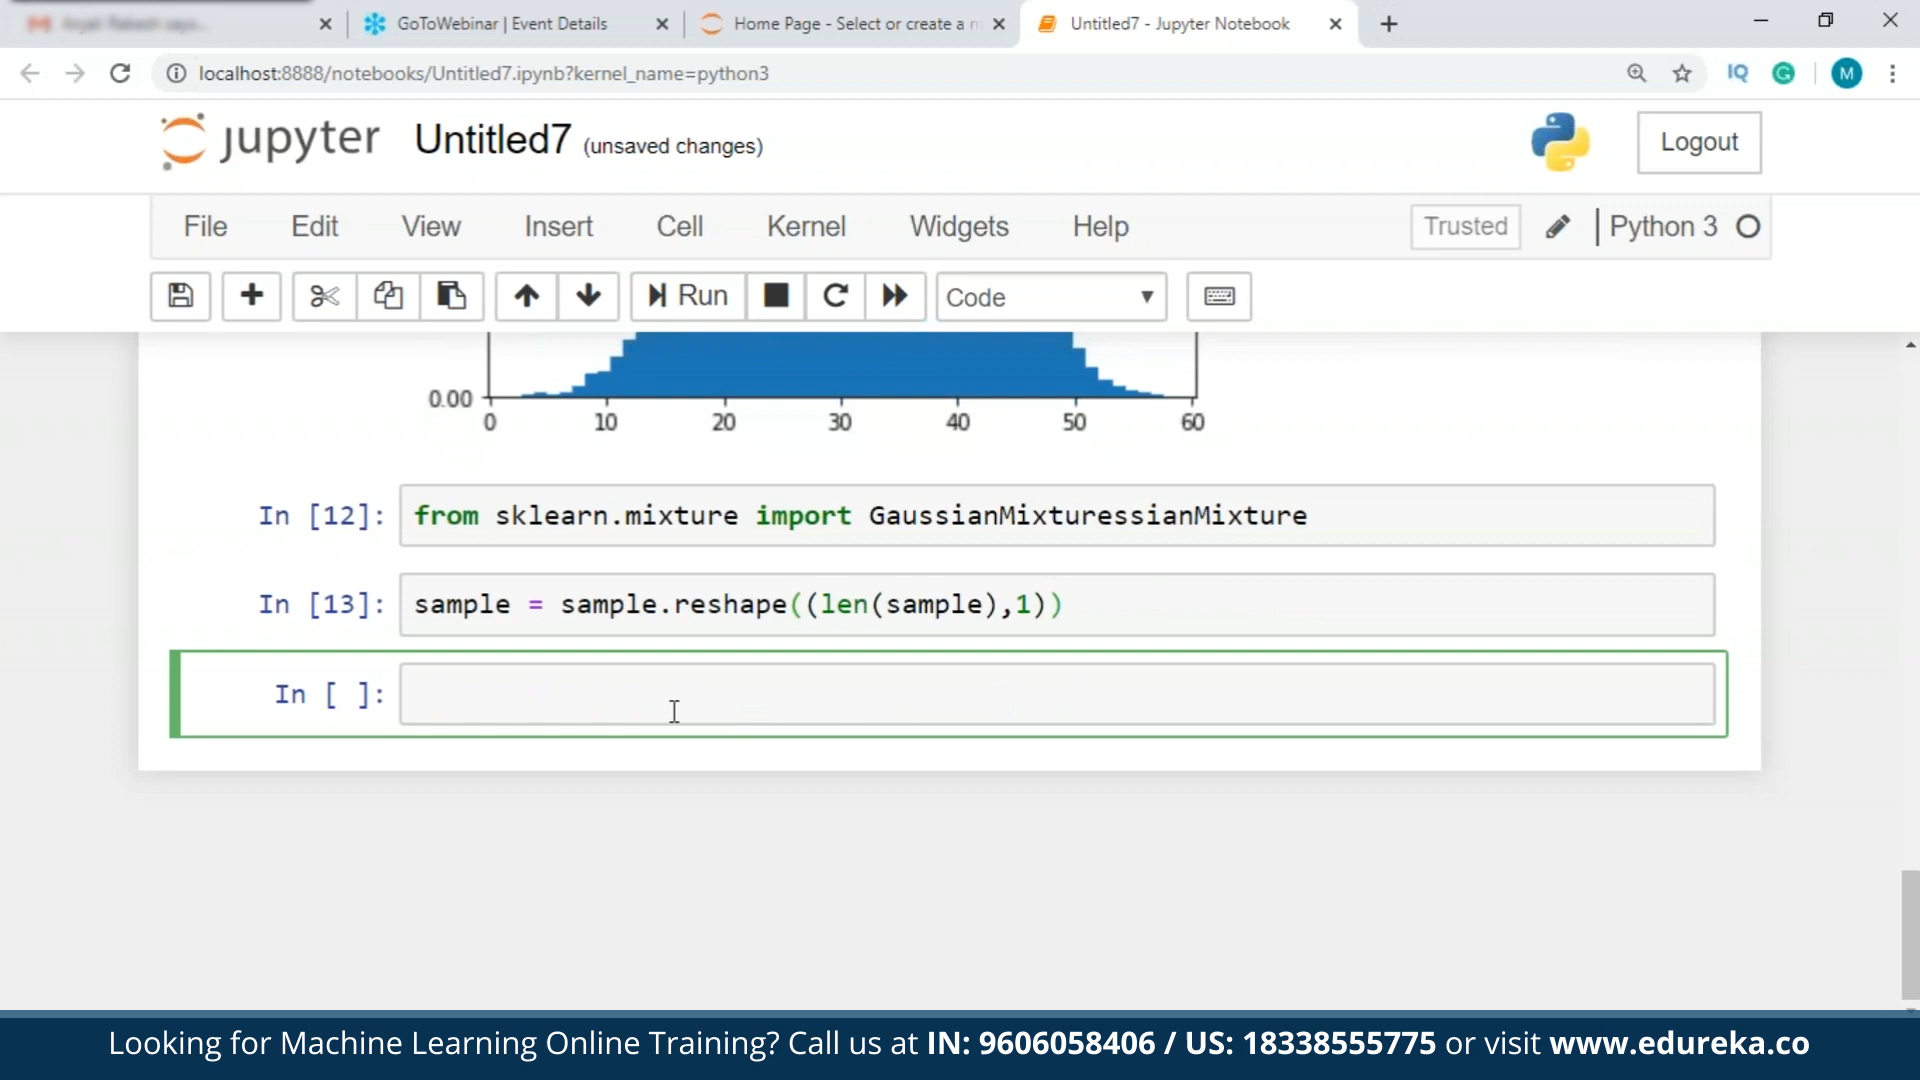 GoToWebinar | Event Details
Home Page - Select or create a n
Untitled7 - Jupyter Notebook
localhost:8888/notebooks/Untitled7.ipynb?kernel_name=python3
IQ
G
M
jupyter Untitled7 (unsaved changes)
Logout
File Edit View Insert Cell Kernel Widgets Help Trusted Python 3
Run Code
0.00
0 10 20 30 40 50 60
In [12]: from sklearn.mixture import GaussianMixturessianMixture
In [13]: sample = sample.reshape((len(sample),1))
In [ ]:
Looking for Machine Learning Online Training? Call us at IN: 9606058406 / US: 18338555775 or visit www.edureka.co